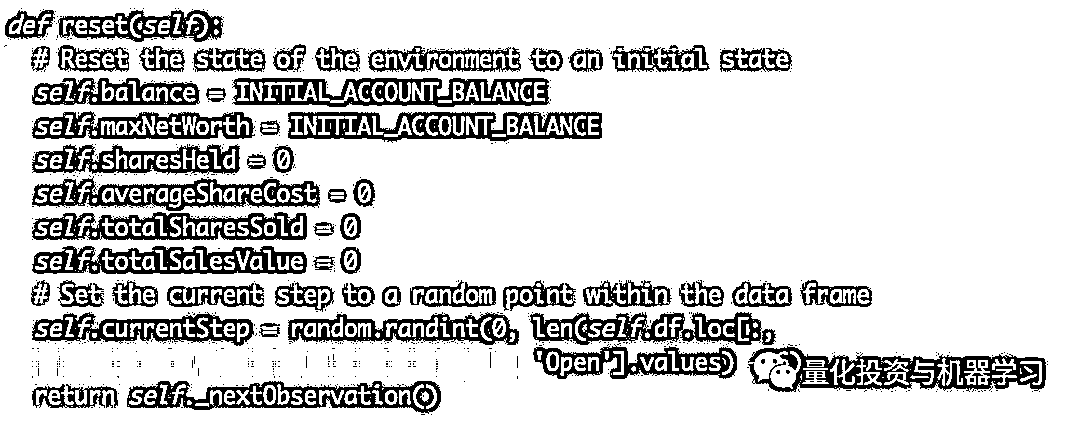 def reset(self):
  # Reset the state of the environment to an initial state
  self.balance = INITIAL_ACCOUNT_BALANCE
  self.maxNetWorth = INITIAL_ACCOUNT_BALANCE
  self.sharesHeld = 0
  self.averageShareCost = 0
  self.totalSharesSold = 0
  self.totalSalesValue = 0
  # Set the current step to a random point within the data frame
  self.currentStep = random.randint(0, len(self.df.loc[:,
                                    'Open'].values)
量化投资与机器学习
  return self._nextObservation()